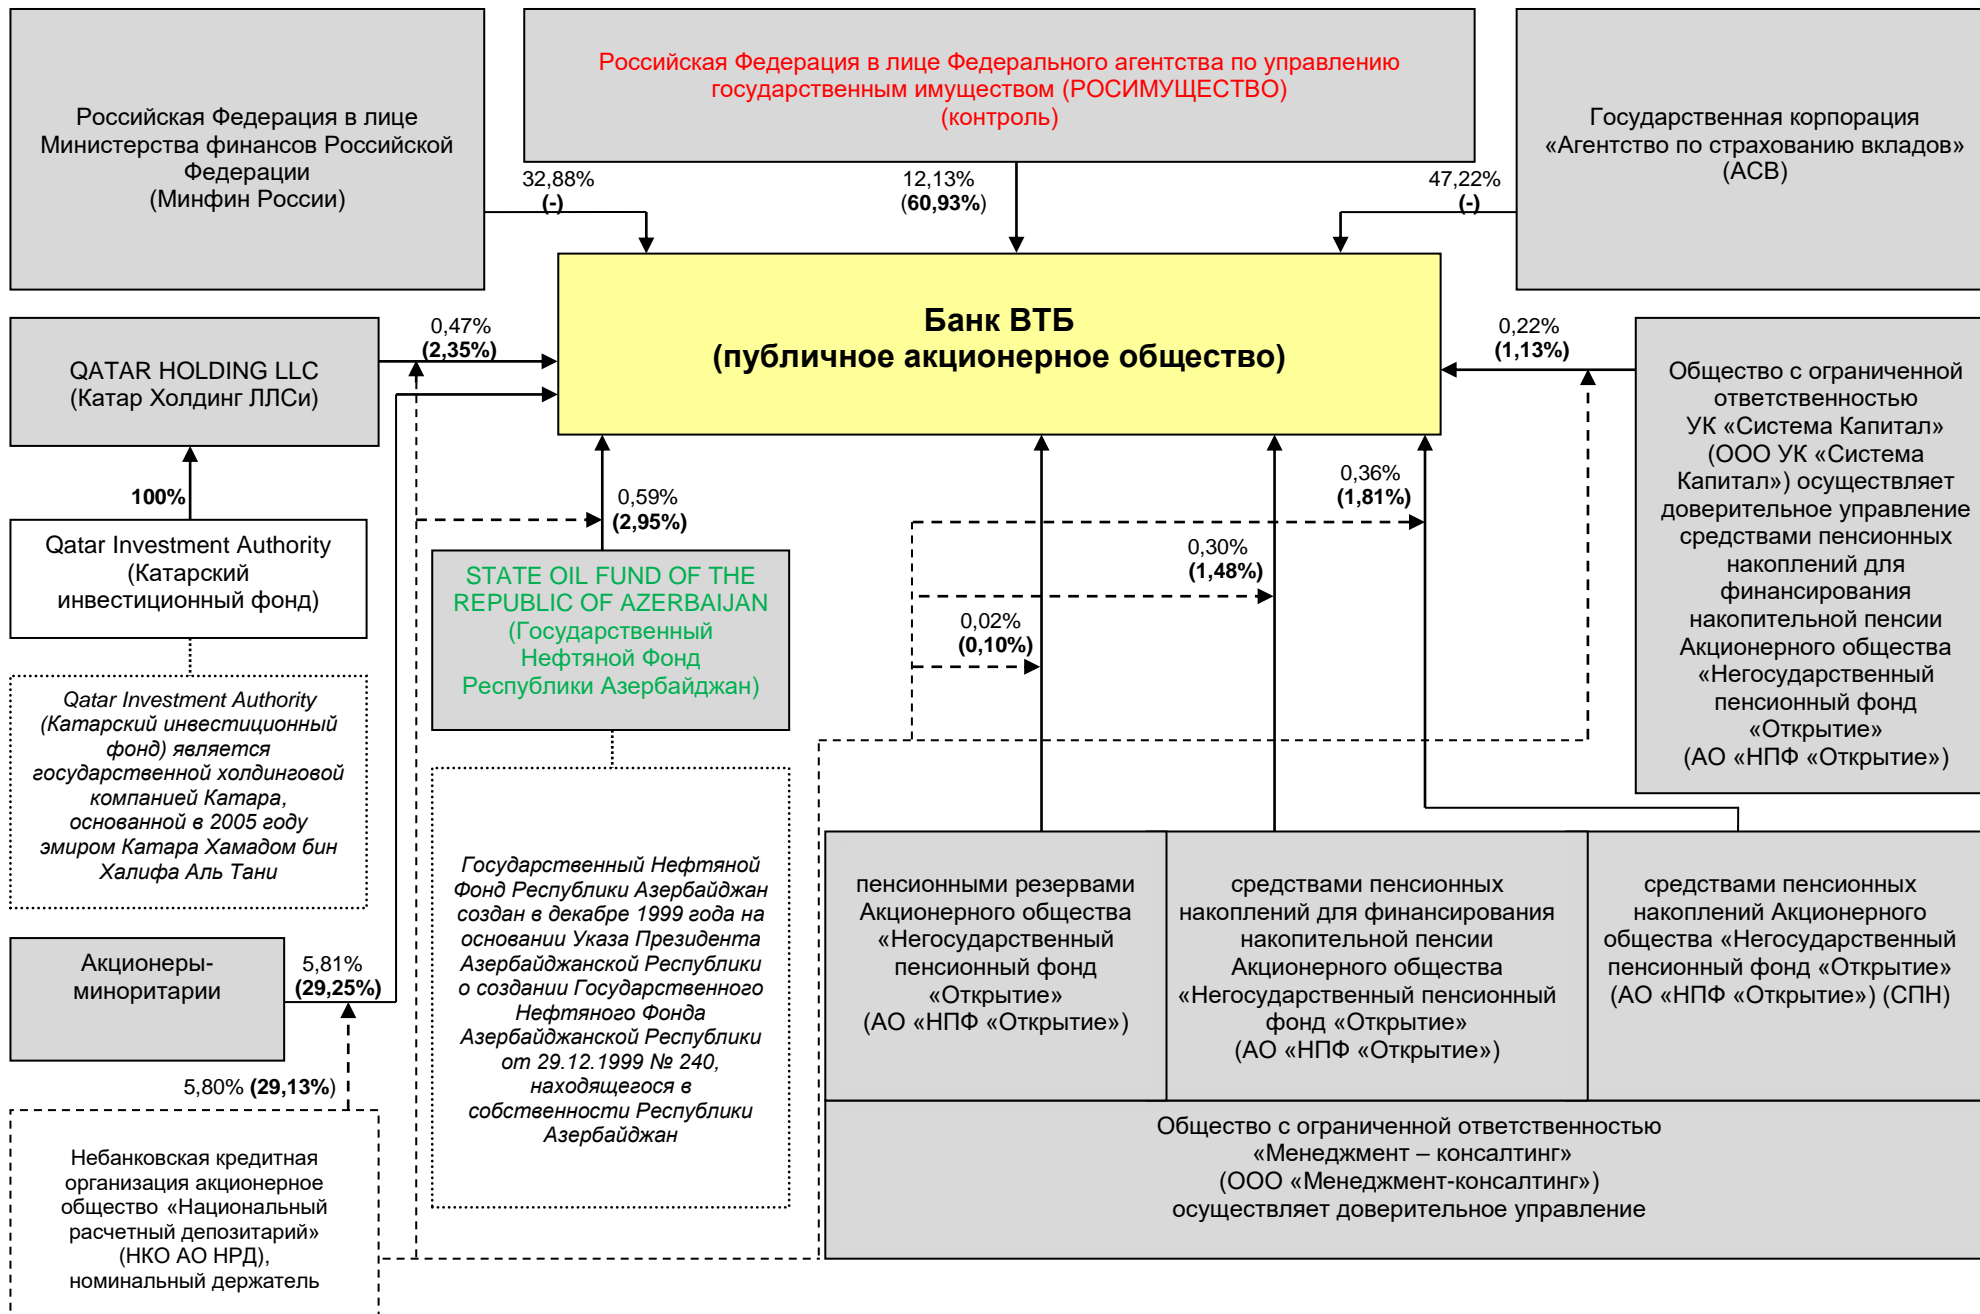 Российская Федерация в лице
Министерства финансов Российской
Федерации
(Минфин России)
Российская Федерация в лице Федерального агентства по управлению
государственным имуществом (РОСИМУЩЕСТВО)
(контроль)
Государственная корпорация
«Агентство по страхованию вкладов»
(АСВ)
32,88%
(-)
12,13%
(60,93%)
47,22%
(-)
Банк ВТБ
(публичное акционерное общество)
QATAR HOLDING LLC
(Катар Холдинг ЛЛСи)
0,47%
(2,35%)
0,22%
(1,13%)
Общество с ограниченной
ответственностью
УК «Система Капитал»
(ООО УК «Система
Капитал») осуществляет
доверительное управление
средствами пенсионных
накоплений для
финансирования
накопительной пенсии
Акционерного общества
«Негосударственный
пенсионный фонд
«Открытие»
(АО «НПФ «Открытие»)
100%
Qatar Investment Authority
(Катарский
инвестиционный фонд)
0,59%
(2,95%)
STATE OIL FUND OF THE
REPUBLIC OF AZERBAIJAN
(Государственный
Нефтяной Фонд
Республики Азербайджан)
0,36%
(1,81%)
0,30%
(1,48%)
0,02%
(0,10%)
Qatar Investment Authority
(Катарский инвестиционный
фонд) является
государственной холдинговой
компанией Катара,
основанной в 2005 году
эмиром Катара Хамадом бин
Халифа Аль Тани
Государственный Нефтяной
Фонд Республики Азербайджан
создан в декабре 1999 года на
основании Указа Президента
Азербайджанской Республики
о создании Государственного
Нефтяного Фонда
Азербайджанской Республики
от 29.12.1999 № 240,
находящегося в
собственности Республики
Азербайджан
Акционеры-
миноритарии
5,81%
(29,25%)
5,80% (29,13%)
Небанковская кредитная
организация акционерное
общество «Национальный
расчетный депозитарий»
(НКО АО НРД),
номинальный держатель
пенсионными резервами
Акционерного общества
«Негосударственный
пенсионный фонд
«Открытие»
(АО «НПФ «Открытие»)
средствами пенсионных
накоплений для финансирования
накопительной пенсии
Акционерного общества
«Негосударственный пенсионный
фонд «Открытие»
(АО «НПФ «Открытие»)
средствами пенсионных
накоплений Акционерного
общества «Негосударственный
пенсионный фонд «Открытие»
(АО «НПФ «Открытие») (СПН)
Общество с ограниченной ответственностью
«Менеджмент – консалтинг»
(ООО «Менеджмент-консалтинг»)
осуществляет доверительное управление